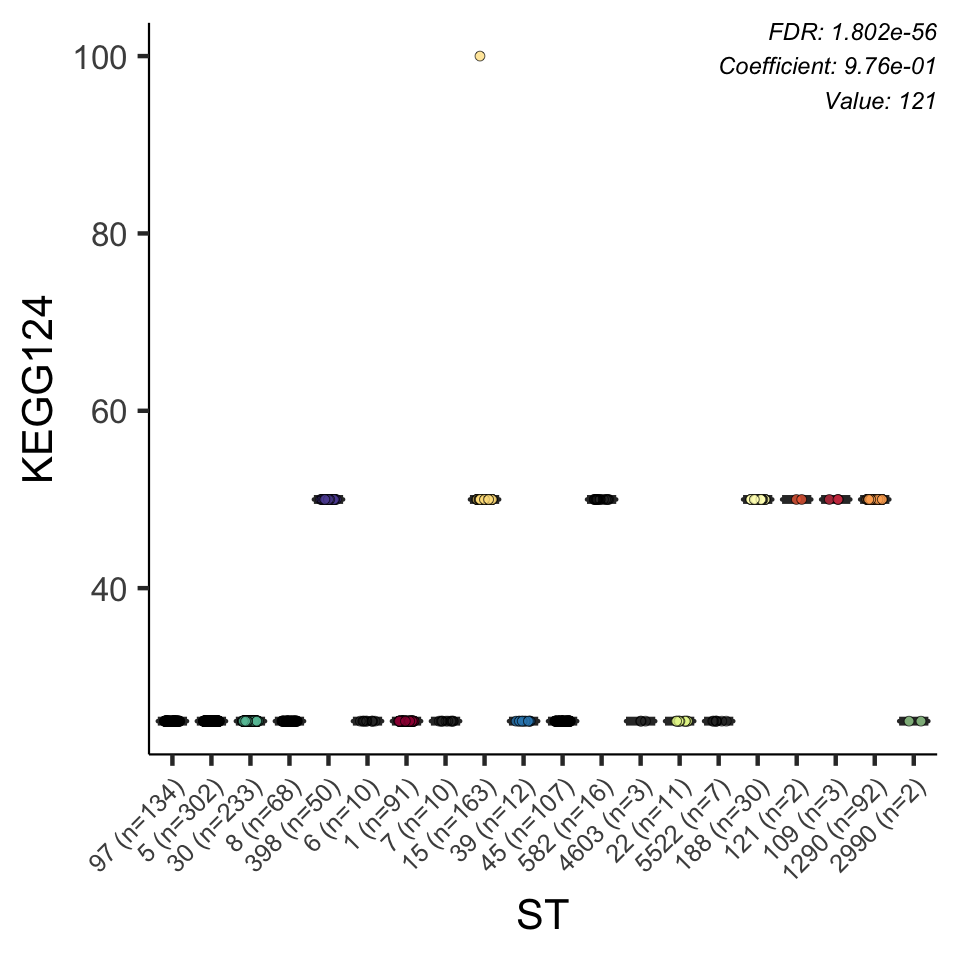 FDR: 1.802e-56
Coefficient: 9.76e-01
Value: 121
100
80
60
40
KEGG124
97 (n=134)
5 (n=302)
30 (n=233)
8 (n=68)
398 (n=50)
6 (n=10)
1 (n=91)
7 (n=10)
15 (n=163)
39 (n=12)
45 (n=107)
582 (n=16)
4603 (n=3)
22 (n=11)
5522 (n=7)
188 (n=30)
121 (n=2)
109 (n=3)
1290 (n=92)
2990 (n=2)
ST